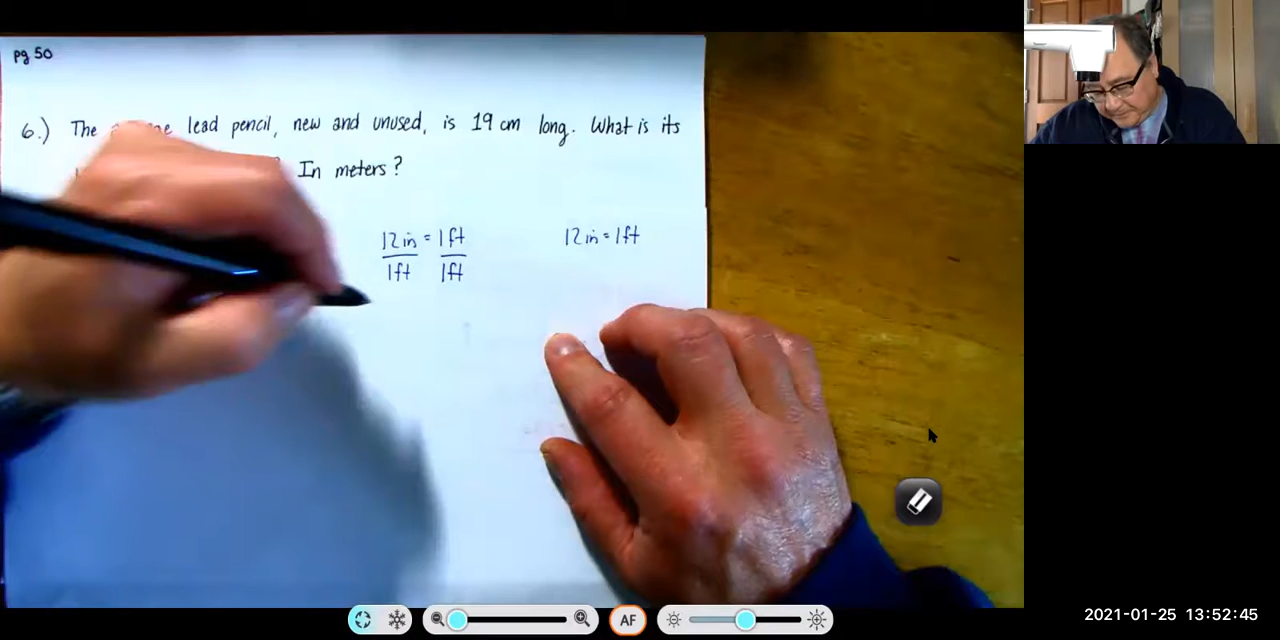 pg 50
6.) The lead pencil, new and unused, is 19 cm long. What is its
In meters?
12 in = 1 ft 12 in = 1 ft
1 ft 1 ft
AF
2021-01-25 13:52:45